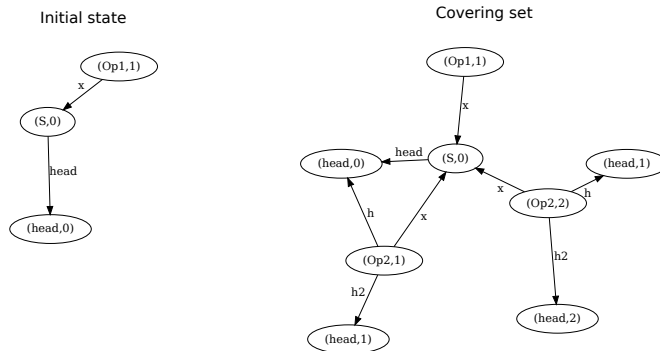 Initial state
(Op1,1)
x
(S,0)
head
(head,0)
Covering set
(Op1,1)
x
(head,0)
head
(S,0)
(head,1)
x
h
(Op2,2)
h
x
(Op2,1)
h2
h2
(head,1)
(head,2)